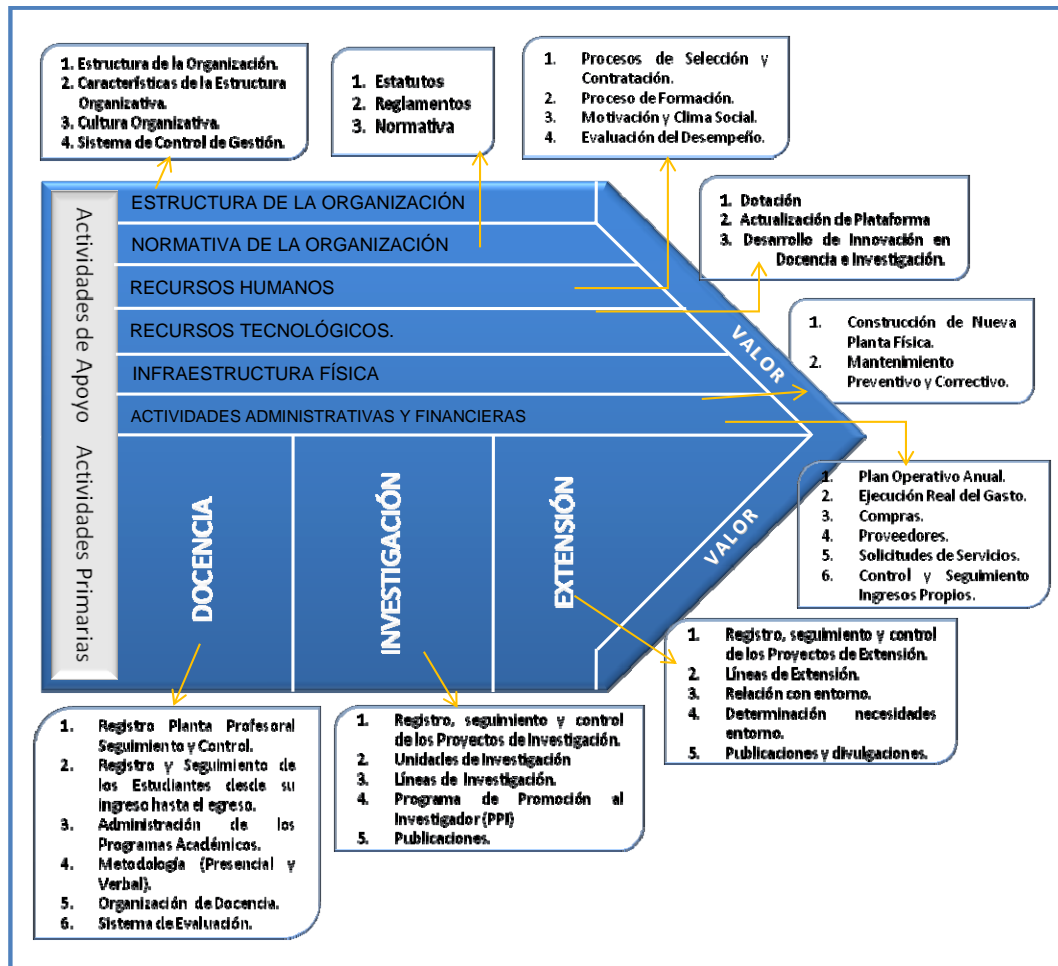 1. Estructura de la Organización.
2. Características de la Estructura
Organizativa.
3. Cultura Organizativa.
4. Sistema de Control de Gestión.
1. Estatutos
2. Reglamentos
3. Normativa
1. Procesos de Selección y
Contratación.
2. Proceso de Formación.
3. Motivación y Clima Social.
4. Evaluación del Desempeño.
1. Dotación
2. Actualización de Plataforma
3. Desarrollo de Innovación en
Docencia e Investigación.
1. Construcción de Nueva
Planta Física.
2. Mantenimiento
Preventivo y Correctivo.
Actividades de Apoyo
ESTRUCTURA DE LA ORGANIZACIÓN
NORMATIVA DE LA ORGANIZACIÓN
RECURSOS HUMANOS
RECURSOS TECNOLÓGICOS.
INFRAESTRUCTURA FÍSICA
ACTIVIDADES ADMINISTRATIVAS Y FINANCIERAS
VALOR
Actividades Primarias
DOCENCIA
INVESTIGACIÓN
EXTENSIÓN
VALOR
1. Plan Operativo Anual.
2. Ejecución Real del Gasto.
3. Compras.
4. Proveedores.
5. Solicitudes de Servicios.
6. Control y Seguimiento
Ingresos Propios.
1. Registro, seguimiento y control
de los Proyectos de Extensión.
2. Líneas de Extensión.
3. Relación con entorno.
4. Determinación necesidades
entorno.
5. Publicaciones y divulgaciones.
1. Registro, seguimiento y control
de los Proyectos de Investigación.
2. Unidades de Investigación
3. Líneas de Investigación.
4. Programa de Promoción al
Investigador (PPI)
5. Publicaciones.
1. Registro Planta Profesoral
Seguimiento y Control.
2. Registro y Seguimiento de
los Estudiantes desde su
ingreso hasta el egreso.
3. Administración de los
Programas Académicos.
4. Metodología (Presencial y
Verbal).
5. Organización de Docencia.
6. Sistema de Evaluación.